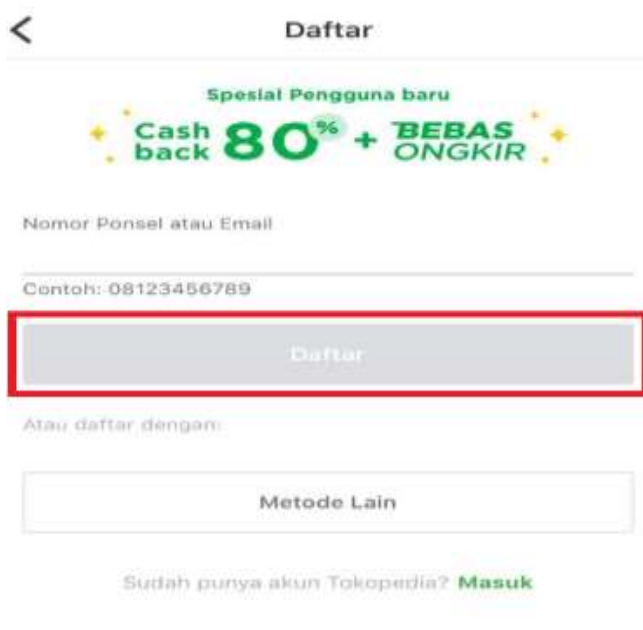 Daftar
Spesial Pengguna baru
Cash back 80% + BEBAS ONGKIR
Nomor Ponsel atau Email
Contoh: 08123456789
Daftar
Atau daftar dengan:
Metode Lain
Sudah punya akun Tokopedia? Masuk